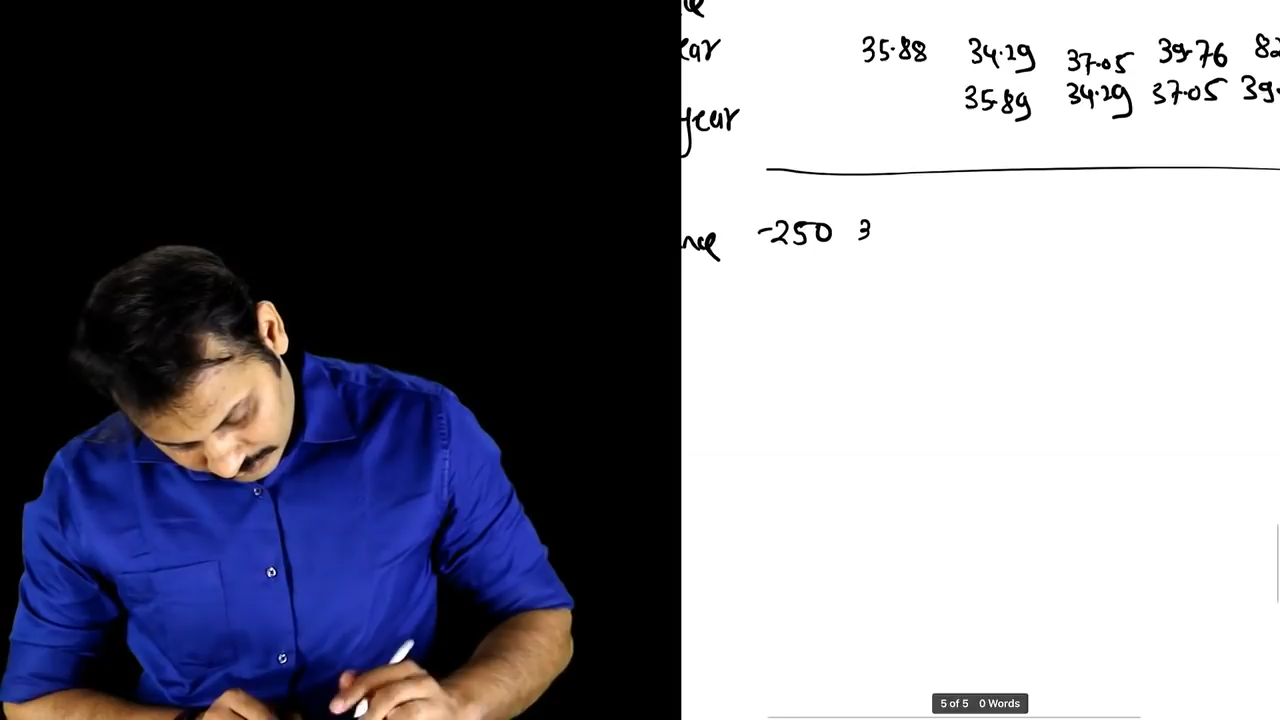 35.88 34.29 37.05 39.76
year 35.89 34.29 37.05
-250 3
5 of 5 0 Words